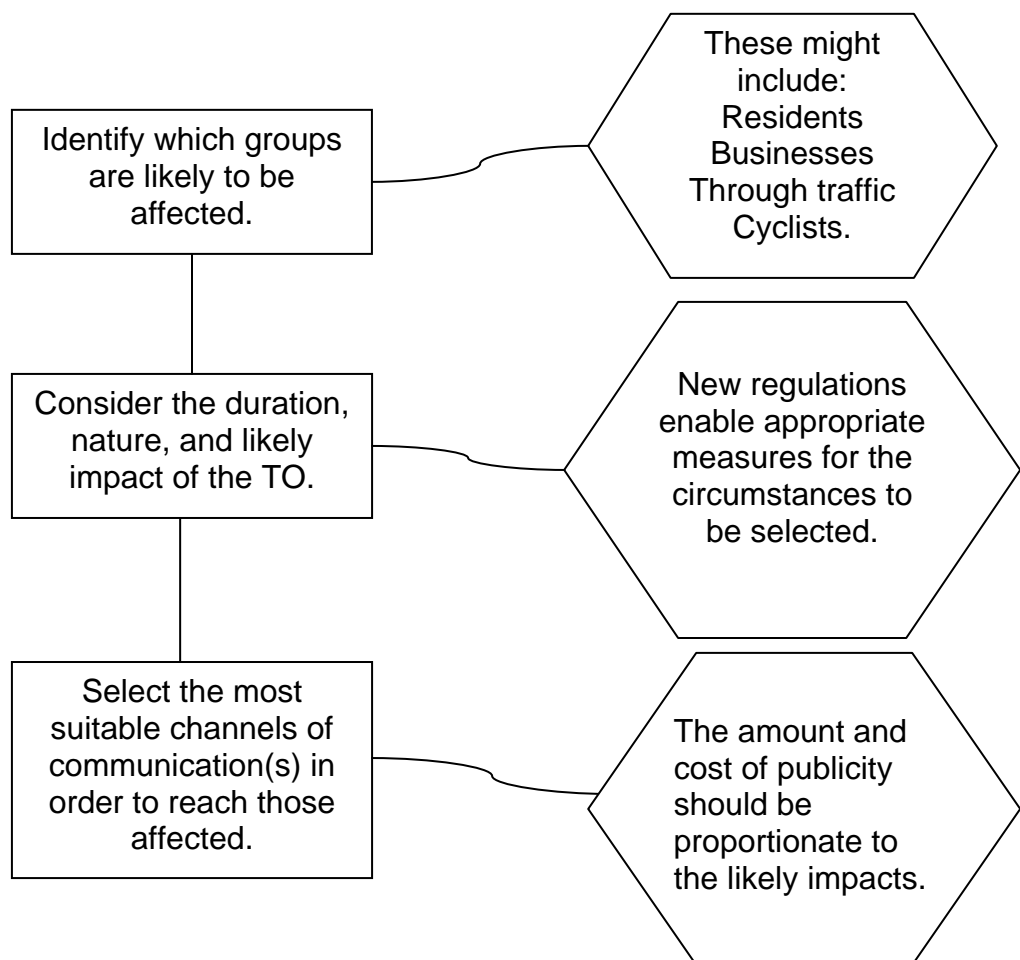 Identify which groups
are likely to be
affected.
These might
include:
Residents
Businesses
Through traffic
Cyclists.
Consider the duration,
nature, and likely
impact of the TO.
New regulations
enable appropriate
measures for the
circumstances to
be selected.
Select the most
suitable channels of
communication(s) in
order to reach those
affected.
The amount and
cost of publicity
should be
proportionate to
the likely impacts.